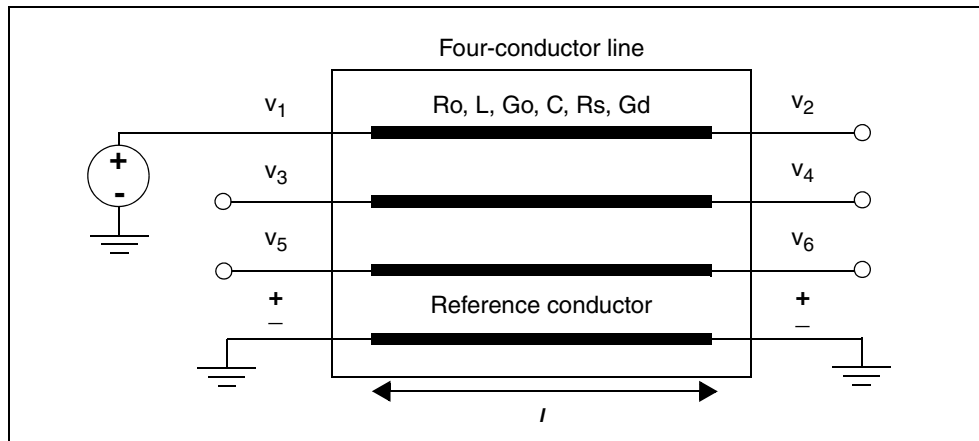 Four-conductor line
Ro, L, Go, C, Rs, Gd
v1
v2
+
-
v3
v4
v5
v6
Reference conductor
+
–
+
–
l